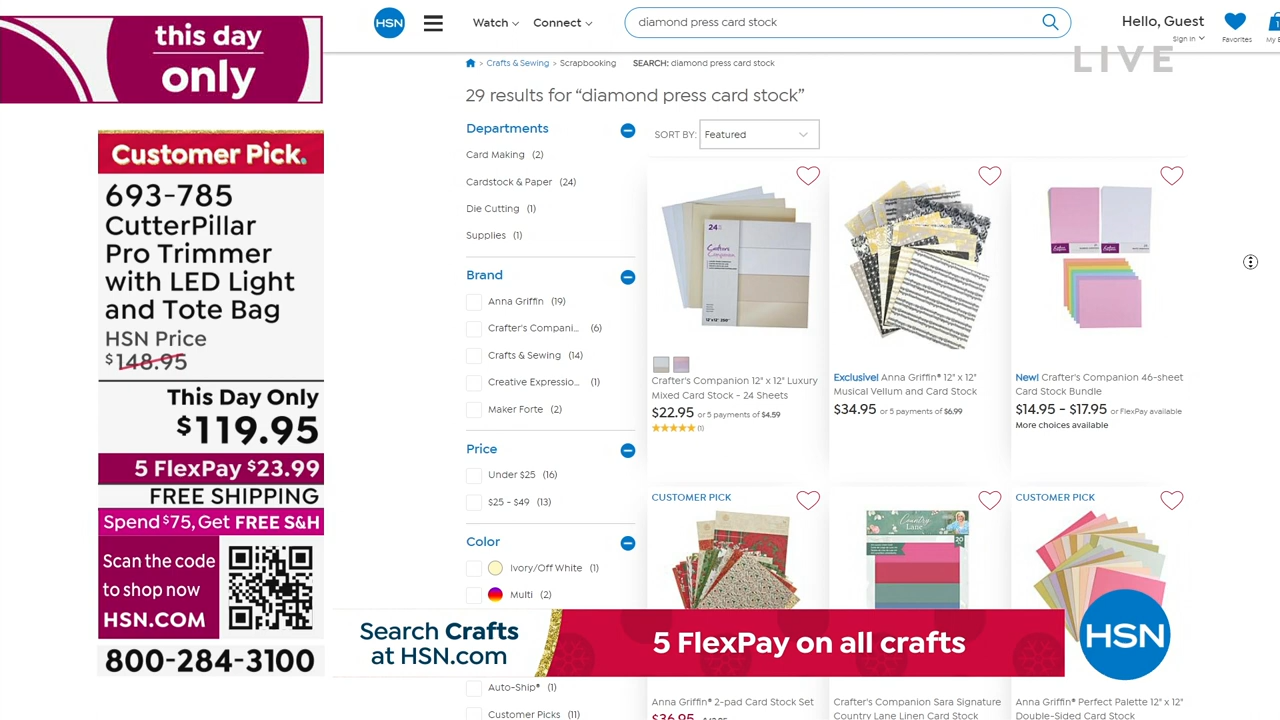 this day
only
Customer Pick.
693-785
CutterPillar
Pro Trimmer
with LED Light
and Tote Bag
HSN Price
$148.95
This Day Only
$119.95
5 FlexPay $23.99
FREE SHIPPING
Spend $75, Get FREE S&H
Scan the code
to shop now
HSN.COM
800-284-3100
HSN
Watch
Connect
diamond press card stock
Hello, Guest
Sign In
Favorites
LIVE
> Crafts & Sewing > Scrapbooking SEARCH: diamond press card stock
29 results for “diamond press card stock”
Departments
Card Making (2)
Cardstock & Paper (24)
Die Cutting (1)
Supplies (1)
Brand
Anna Griffin (19)
Crafter's Compani... (6)
Crafts & Sewing (14)
Creative Expressio... (1)
Maker Forte (2)
Price
Under $25 (16)
$25 - $49 (13)
Color
Ivory/Off White (1)
Multi (2)
Auto-Ship® (1)
Customer Picks (11)
SORT BY: Featured
Crafter's Companion 12" x 12" Luxury
Mixed Card Stock - 24 Sheets
$22.95 or 5 payments of $4.59
(1)
Exclusive! Anna Griffin® 12" x 12"
Musical Vellum and Card Stock
$34.95 or 5 payments of $6.99
New! Crafter's Companion 46-sheet
Card Stock Bundle
$14.95 - $17.95 or FlexPay available
More choices available
CUSTOMER PICK
Anna Griffin® 2-pad Card Stock Set
$36.95
Country
Lane
Crafter's Companion Sara Signature
Country Lane Linen Card Stock
CUSTOMER PICK
Anna Griffin® Perfect Palette 12" x 12"
Double-Sided Card Stock
Search Crafts
at HSN.com
5 FlexPay on all crafts
HSN